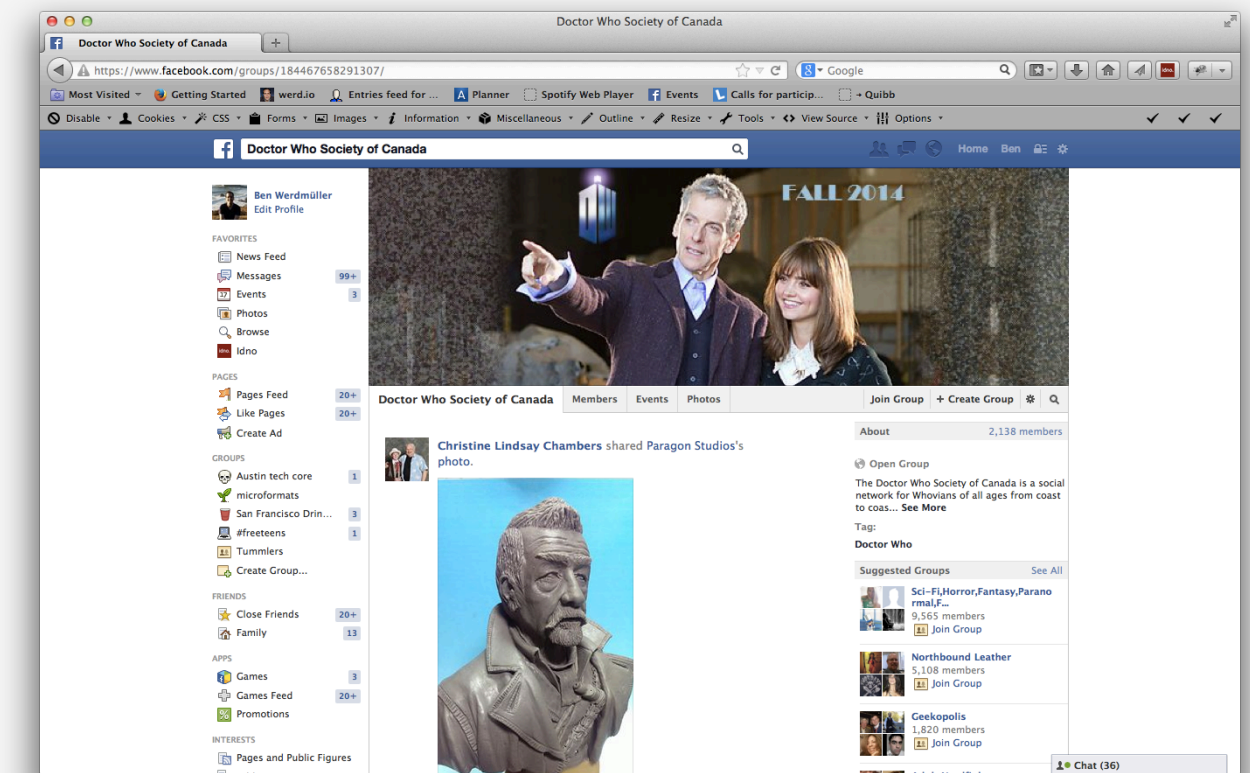 Doctor Who Society of Canada
Doctor Who Society of Canada
https://www.facebook.com/groups/184467658291307/
Google
idno.
Most Visited
Getting Started
werd.io
Entries feed for ...
Planner
Spotify Web Player
Events
Calls for particip...
→ Quibb
Disable
Cookies
CSS
Forms
Images
Information
Miscellaneous
Outline
Resize
Tools
View Source
Options
Doctor Who Society of Canada
Home
Ben
Ben Werdmüller
Edit Profile
FAVORITES
News Feed
Messages 99+
Events 3
Photos
Browse
Idno
PAGES
Pages Feed 20+
Like Pages 20+
Create Ad
GROUPS
Austin tech core 1
microformats
San Francisco Drin... 3
#freeteens 1
Tummlers
Create Group...
FRIENDS
Close Friends 20+
Family 13
APPS
Games 3
Games Feed 20+
Promotions
INTERESTS
Pages and Public Figures
FALL 2014
Doctor Who Society of Canada
Members
Events
Photos
Join Group
+ Create Group
Christine Lindsay Chambers shared Paragon Studios's
photo.
About 2,138 members
Open Group
The Doctor Who Society of Canada is a social
network for Whovians of all ages from coast
to coas... See More
Tag:
Doctor Who
Suggested Groups See All
Sci-Fi,Horror,Fantasy,Parano
rmal,F...
9,565 members
Join Group
Northbound Leather
5,108 members
Join Group
Geekopolis
1,820 members
Join Group
Chat (36)